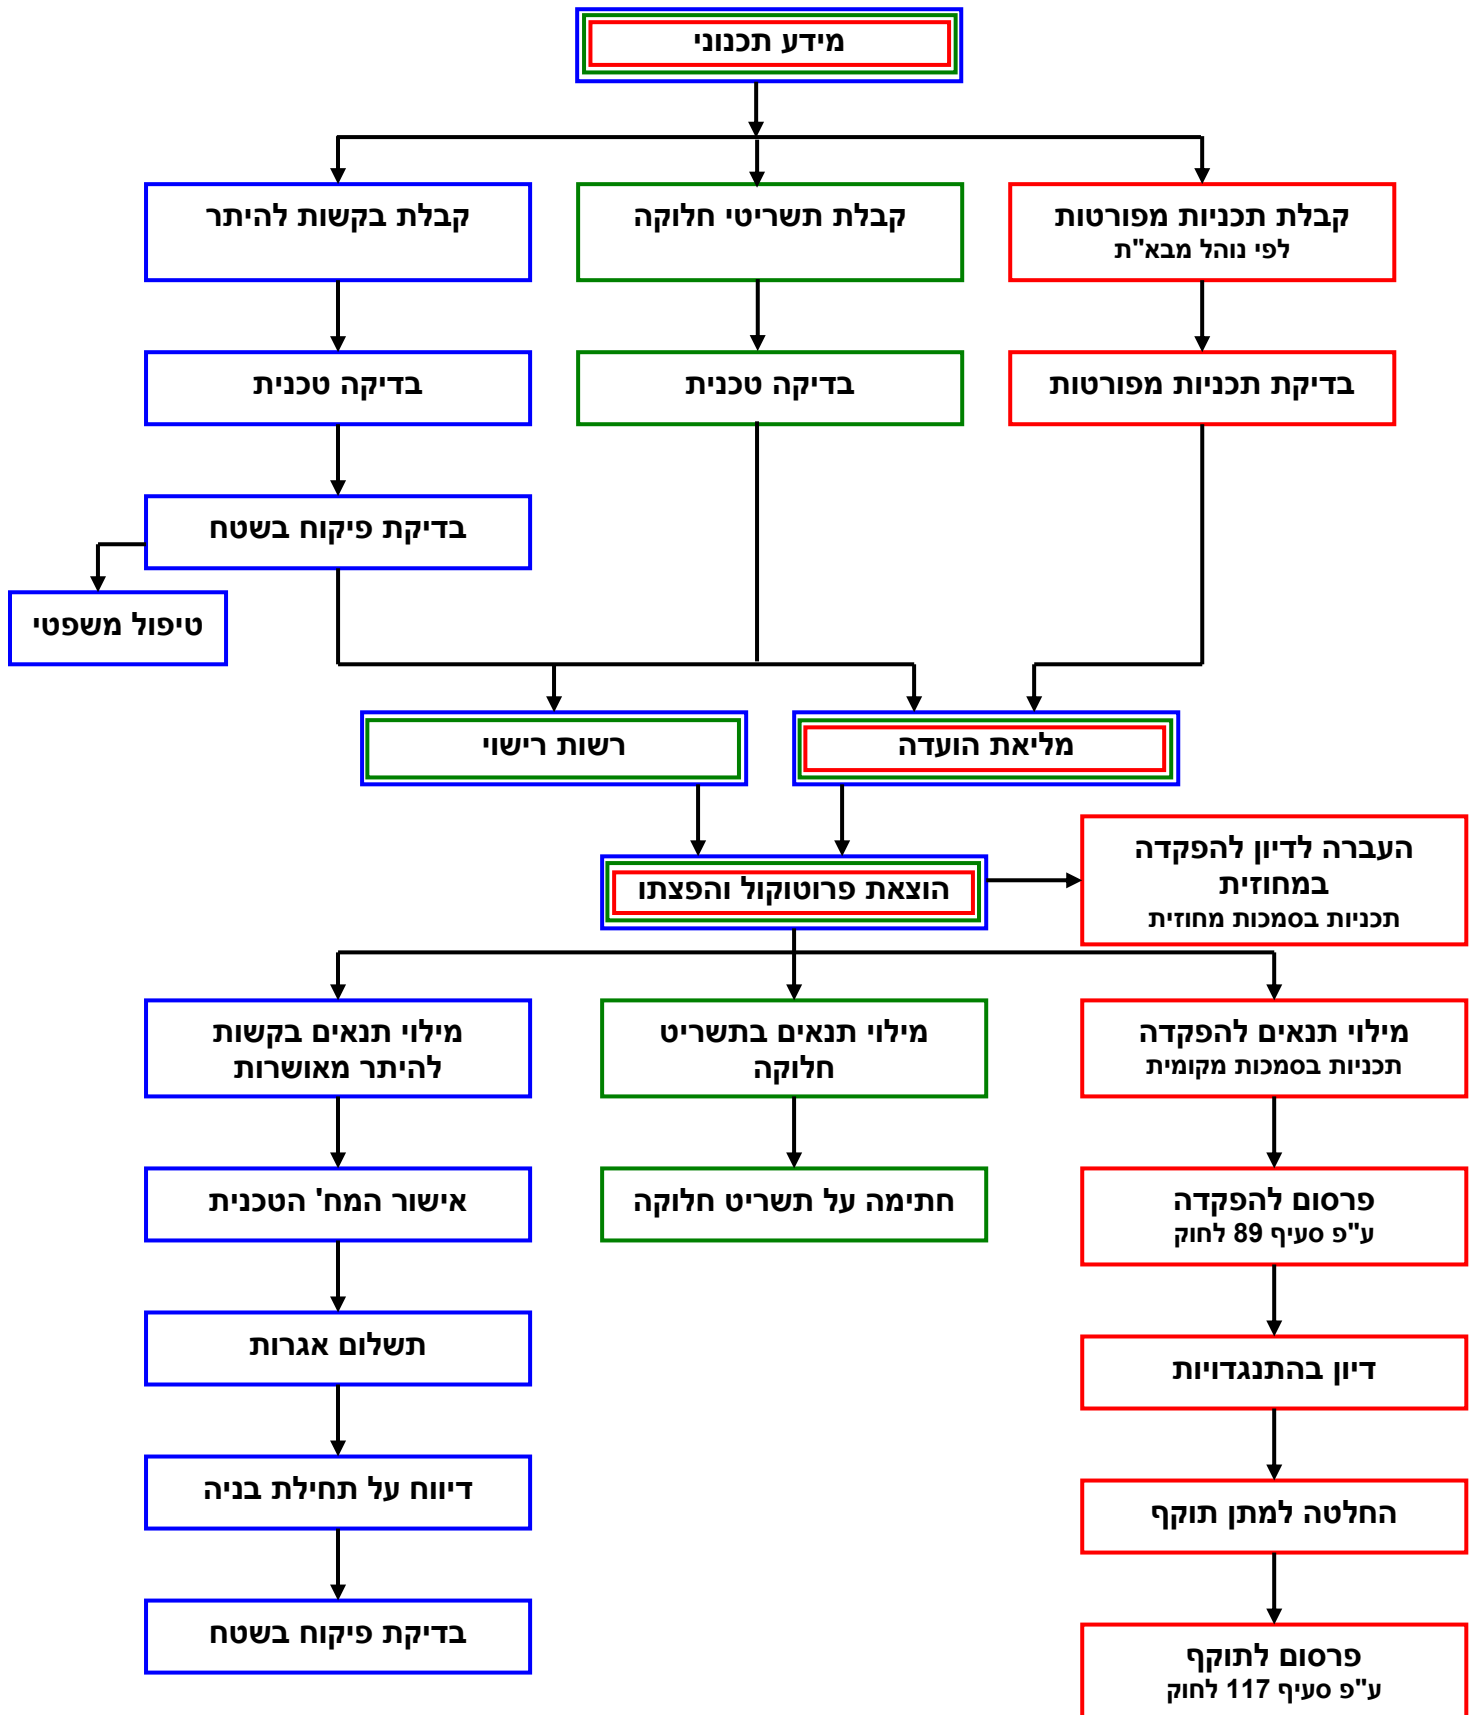 מידע תכנוני
קבלת תכניות מפורטות
לפי נוהל מבא"ת
קבלת תשריטי חלוקה
קבלת בקשות להיתר
בדיקת תכניות מפורטות
בדיקה טכנית
בדיקה טכנית
בדיקת פיקוח בשטח
טיפול משפטי
מליאת הועדה
רשות רישוי
העברה לדיון להפקדה
במחוזית
תכניות בסמכות מחוזית
הוצאת פרוטוקול והפצתו
מילוי תנאים להפקדה
תכניות בסמכות מקומית
מילוי תנאים בתשריט
חלוקה
מילוי תנאים בקשות
להיתר מאושרות
פרסום להפקדה
ע"פ סעיף 89 לחוק
חתימה על תשריט חלוקה
אישור המח' הטכנית
דיון בהתנגדויות
תשלום אגרות
החלטה למתן תוקף
דיווח על תחילת בניה
פרסום לתוקף
ע"פ סעיף 117 לחוק
בדיקת פיקוח בשטח